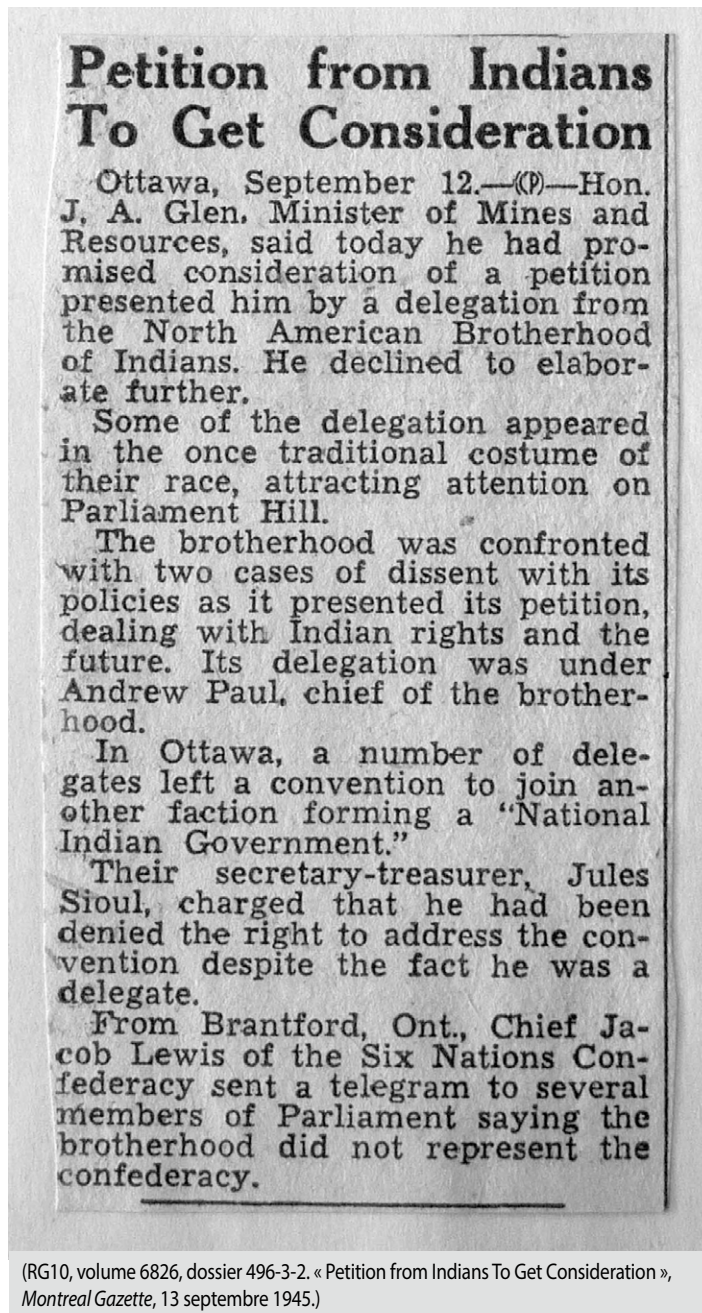 Petition from Indians
To Get Consideration
Ottawa, September 12.—(CP)—Hon.
J. A. Glen, Minister of Mines and
Resources, said today he had pro-
mised consideration of a petition
presented him by a delegation from
the North American Brotherhood
of Indians. He declined to elabor-
ate further.
Some of the delegation appeared
in the once traditional costume of
their race, attracting attention on
Parliament Hill.
The brotherhood was confronted
with two cases of dissent with its
policies as it presented its petition,
dealing with Indian rights and the
future. Its delegation was under
Andrew Paul, chief of the brother-
hood.
In Ottawa, a number of dele-
gates left a convention to join an-
other faction forming a “National
Indian Government.”
Their secretary-treasurer, Jules
Sioul, charged that he had been
denied the right to address the con-
vention despite the fact he was a
delegate.
From Brantford, Ont., Chief Ja-
cob Lewis of the Six Nations Con-
federacy sent a telegram to several
members of Parliament saying the
brotherhood did not represent the
confederacy.
(RG10, volume 6826, dossier 496-3-2. « Petition from Indians To Get Consideration »,
Montreal Gazette, 13 septembre 1945.)